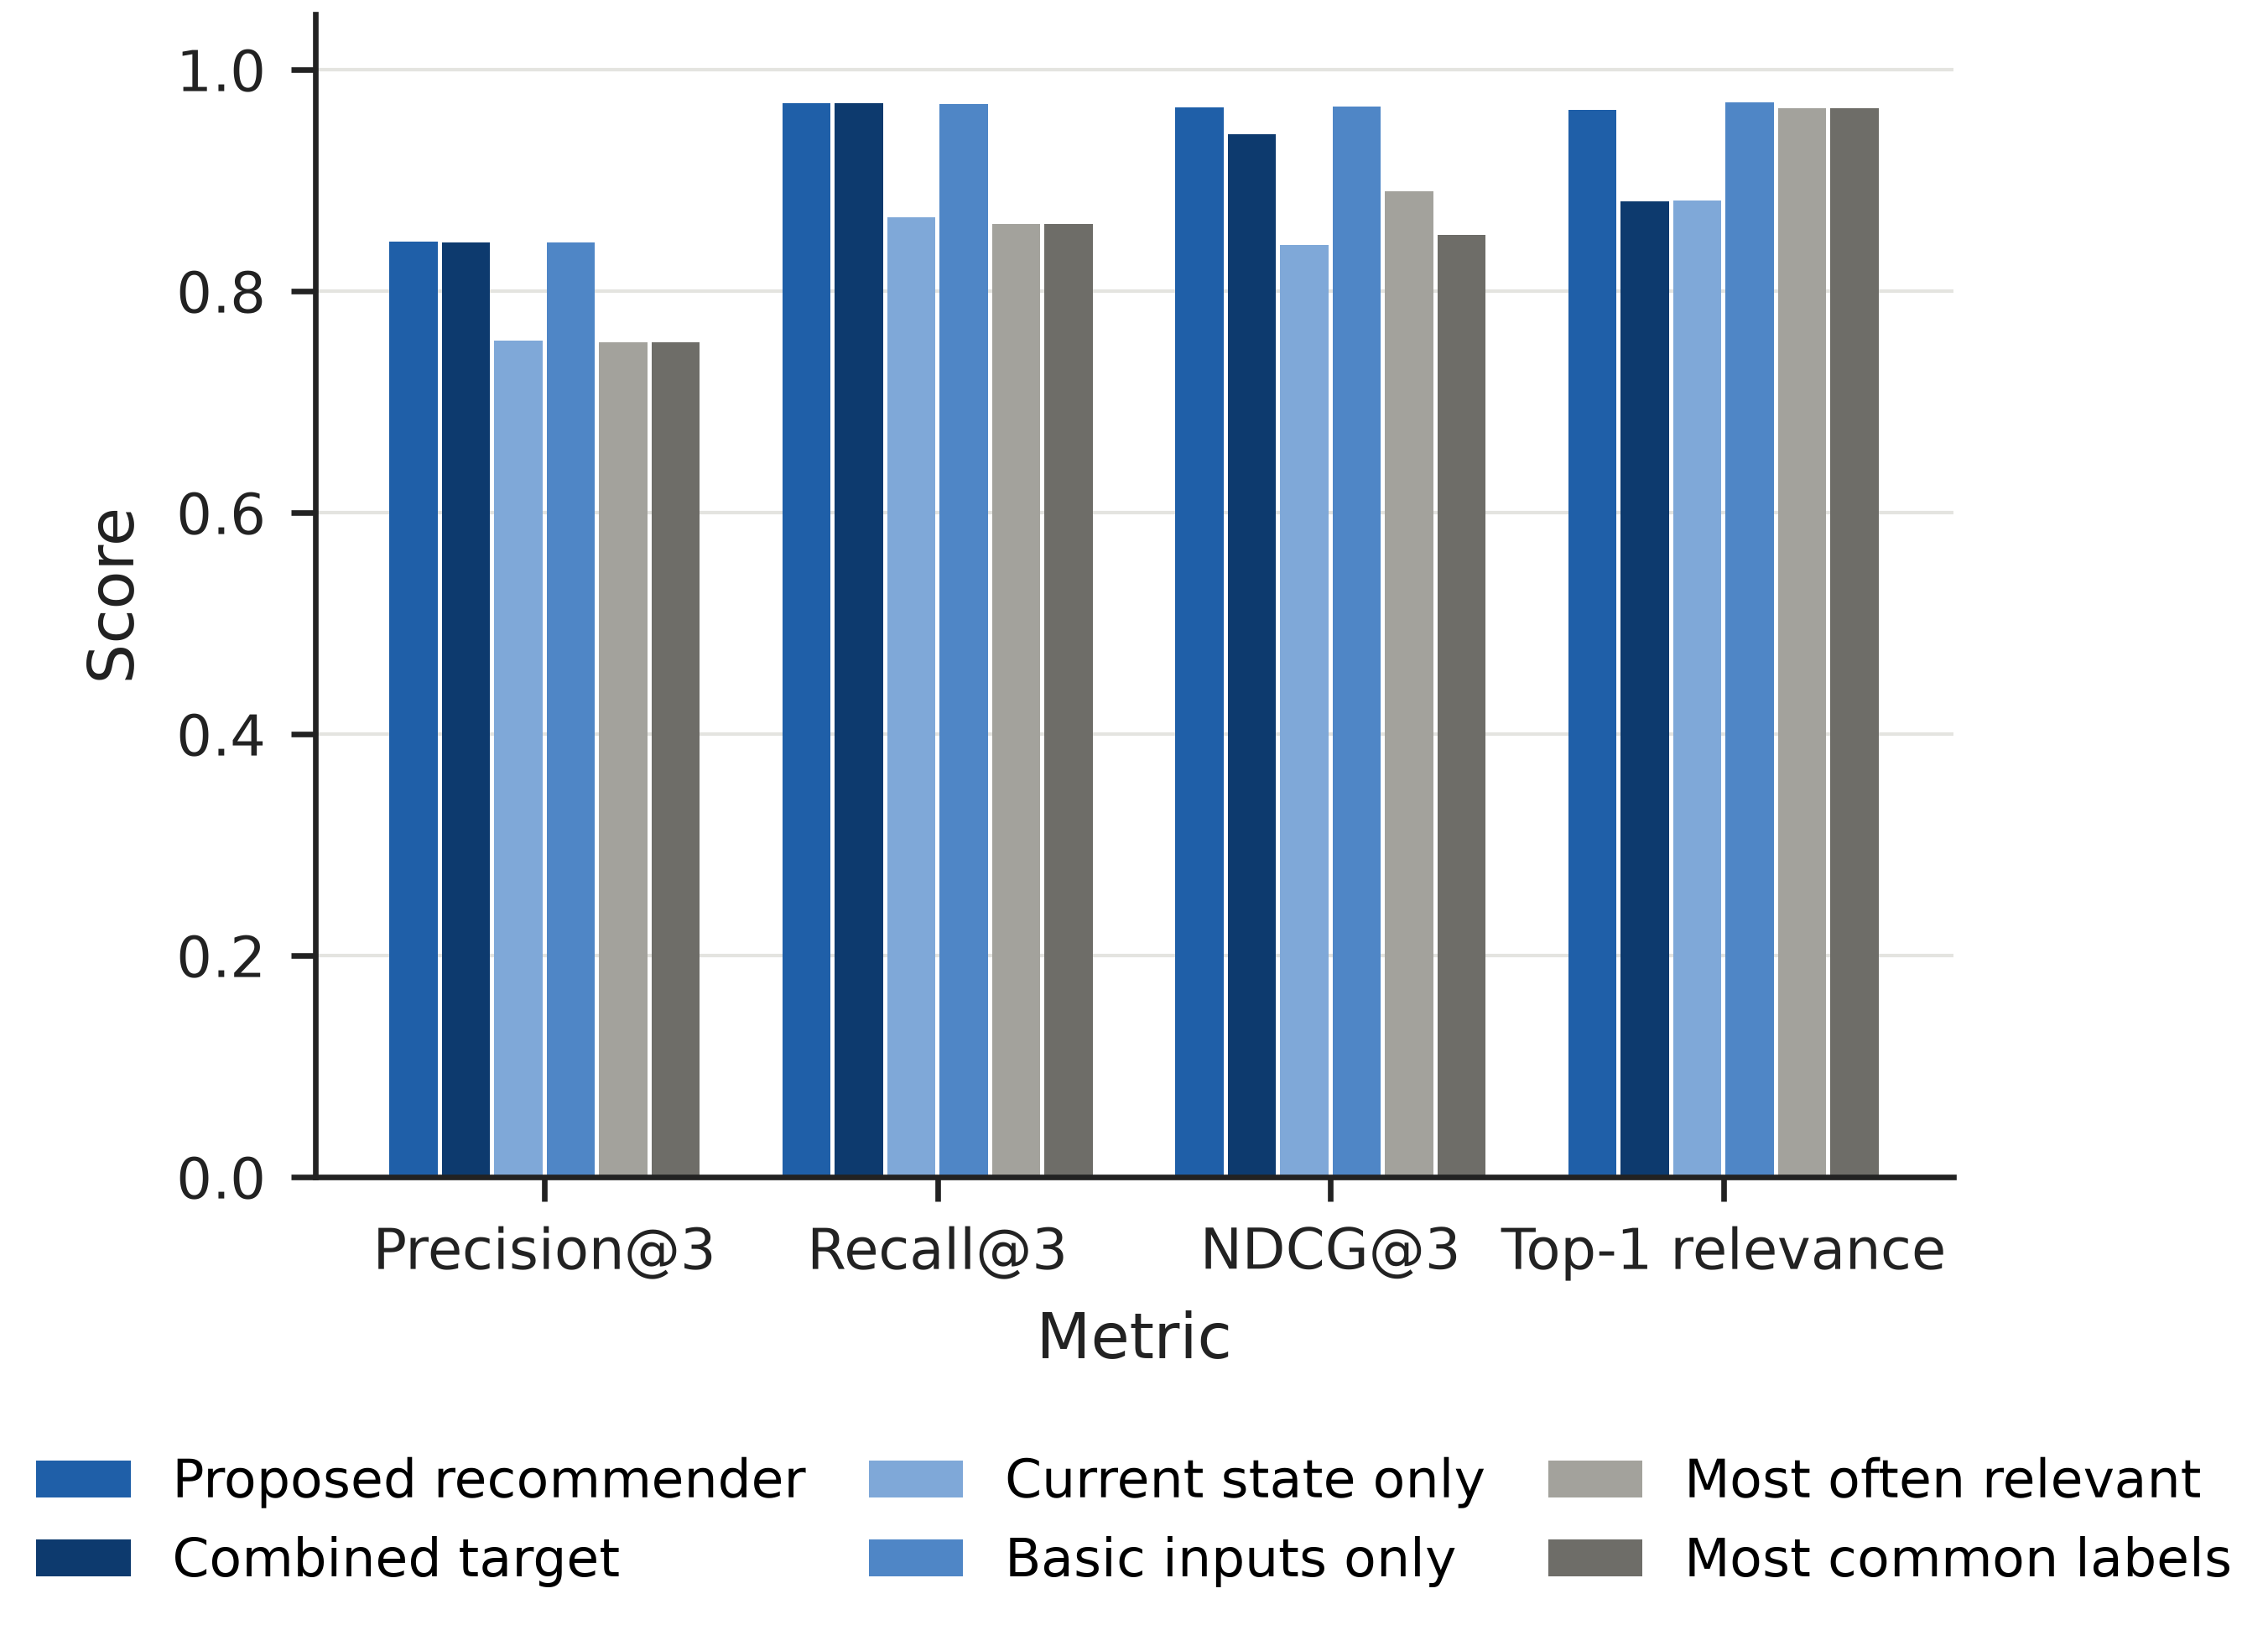 1.0
0.8
0.6
0.4
0.2
0.0
Score
Precision@3 Recall@3 NDCG@3 Top-1 relevance
Metric
Proposed recommender Current state only Most often relevant
Combined target Basic inputs only Most common labels